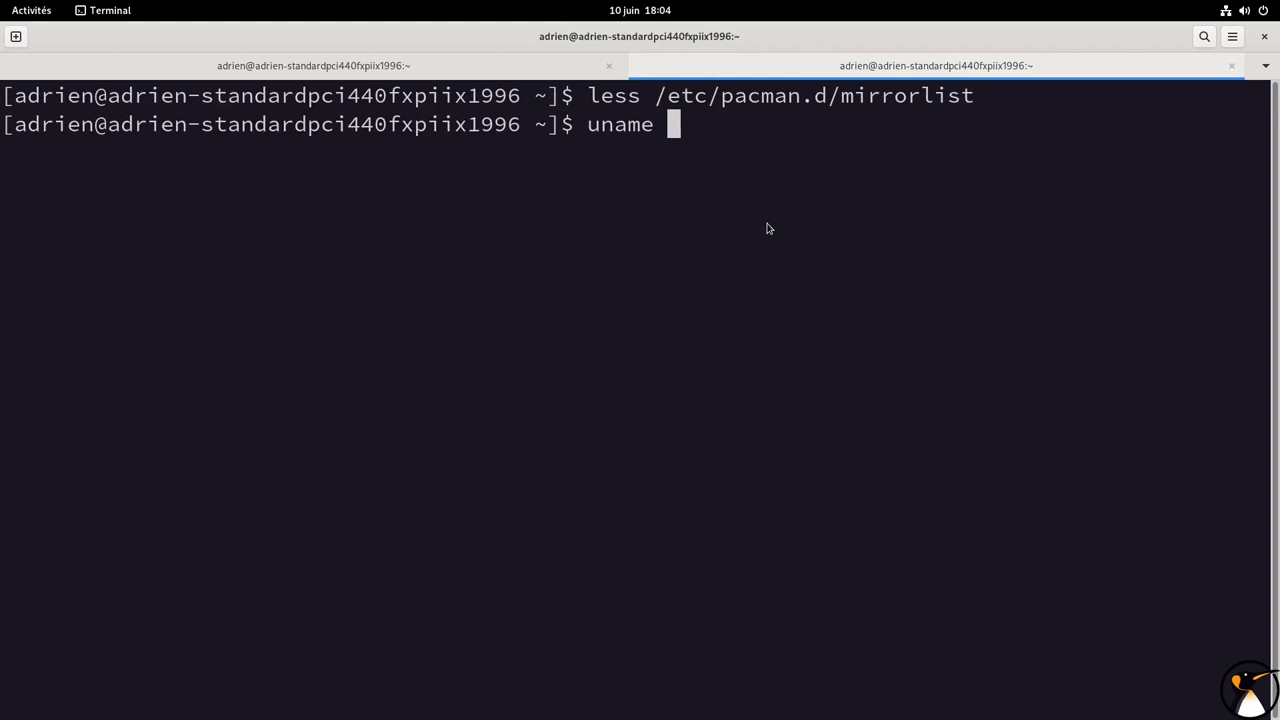 Activités
Terminal
10 juin 18:04
adrien@adrien-standardpci440fxpiix1996:~
adrien@adrien-standardpci440fxpiix1996:~
adrien@adrien-standardpci440fxpiix1996:~
[adrien@adrien-standardpci440fxpiix1996 ~]$ less /etc/pacman.d/mirrorlist
[adrien@adrien-standardpci440fxpiix1996 ~]$ uname